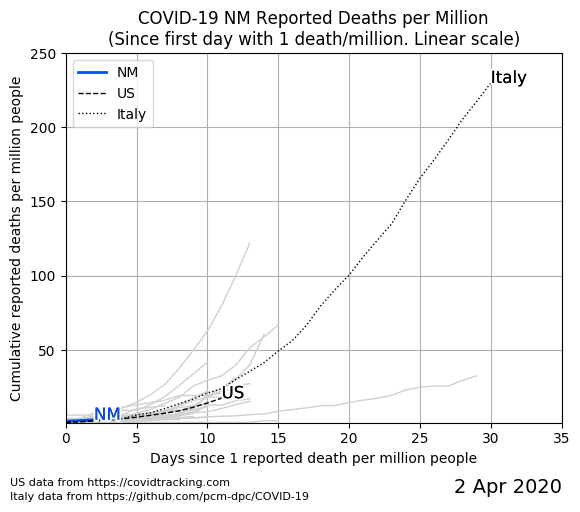 COVID-19 NM Reported Deaths per Million
(Since first day with 1 death/million. Linear scale)
250
200
150
100
50
Cumulative reported deaths per million people
NM
US
Italy
Italy
US
NM
0 5 10 15 20 25 30 35
Days since 1 reported death per million people
US data from https://covidtracking.com
Italy data from https://github.com/pcm-dpc/COVID-19
2 Apr 2020